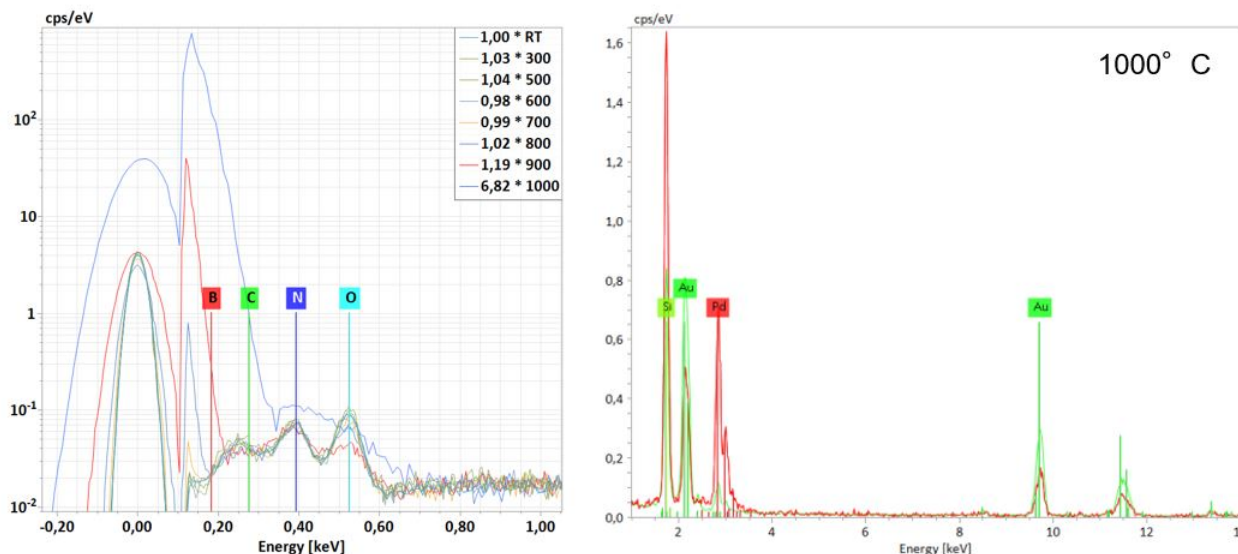 cps/eV
10²
10
1
10⁻¹
10⁻²
1,00 * RT
1,03 * 300
1,04 * 500
0,98 * 600
0,99 * 700
1,02 * 800
1,19 * 900
6,82 * 1000
B C N O
-0,20 0,00 0,20 0,40 0,60 0,80 1,00
Energy [keV]
cps/eV
1000° C
1,6
1,4
1,2
1,0
0,8
0,6
0,4
0,2
0,0
Si Au Pd Au
2 4 6 8 10 12 14
Energy [keV]